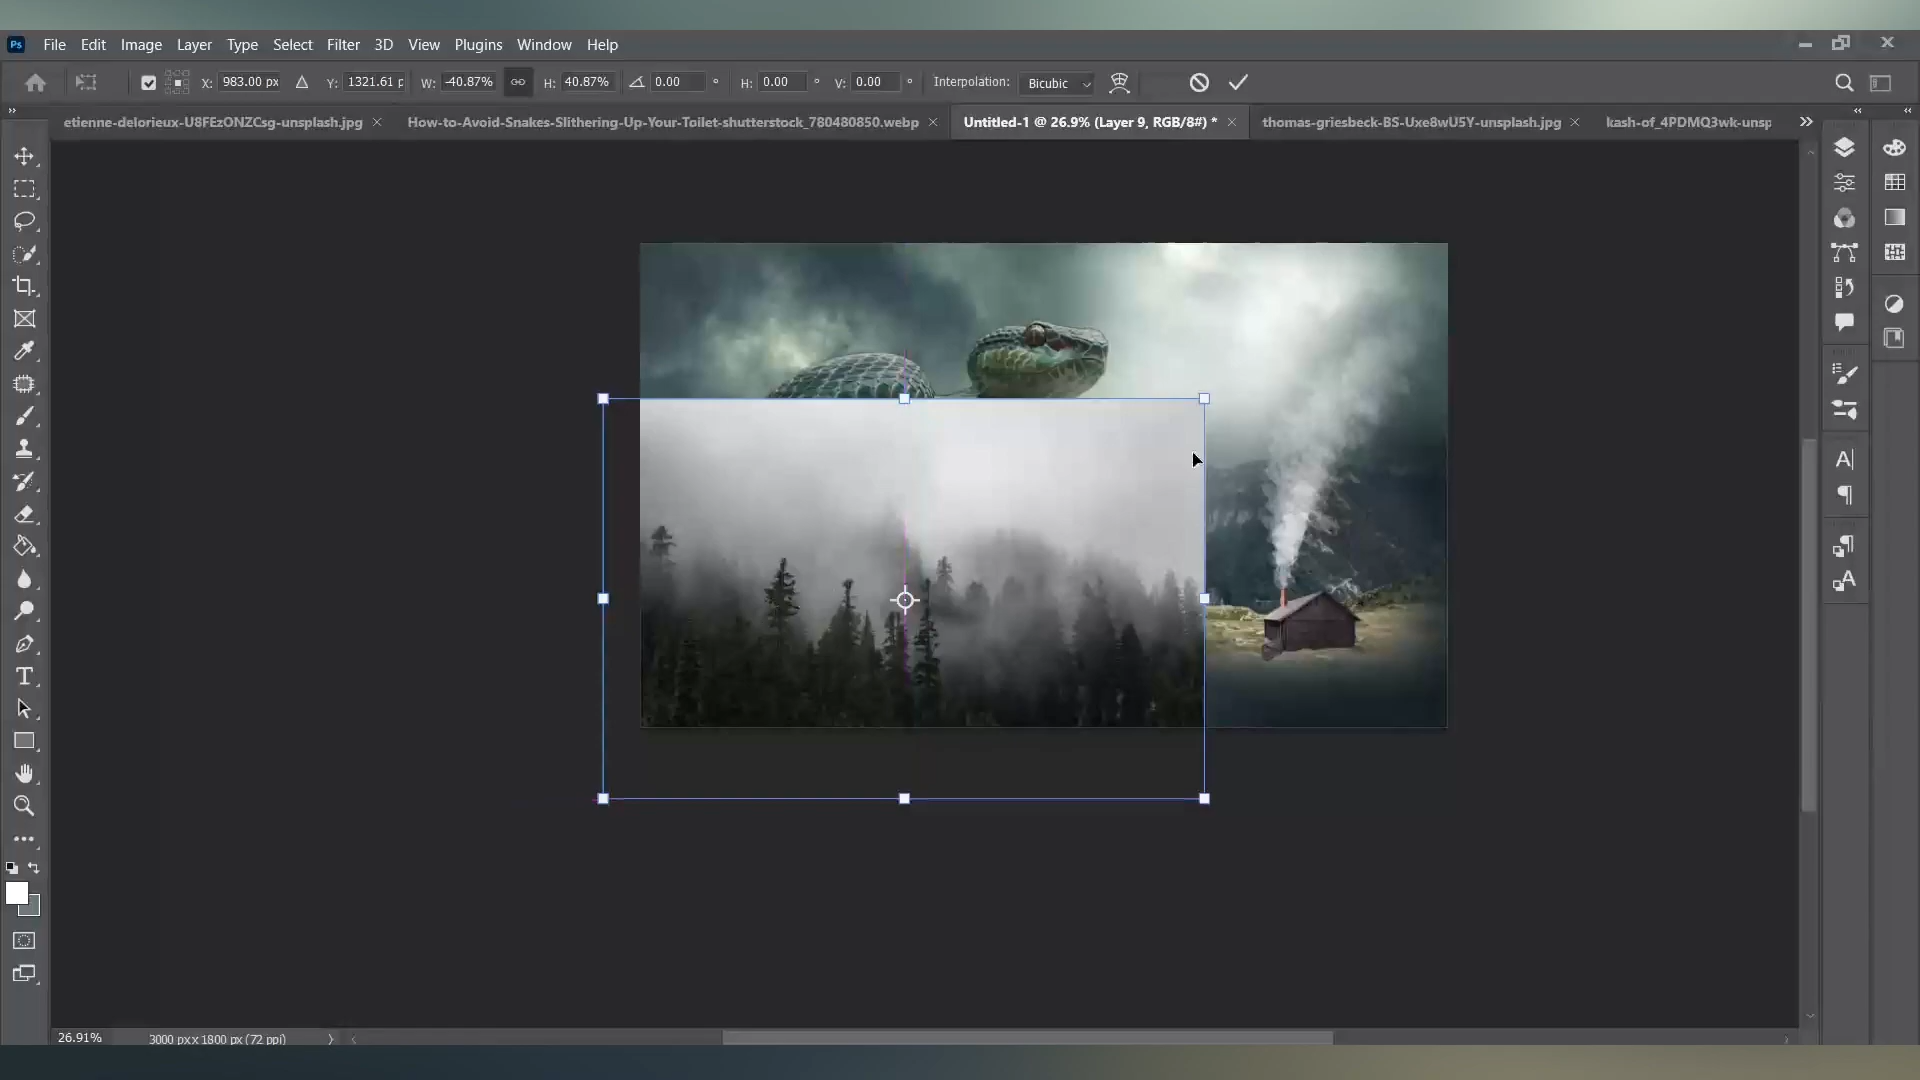 Ps File Edit Image Layer Type Select Filter 3D View Plugins Window Help
X: 983.00 px Y: 1321.61 p W: -40.87% H: 40.87% 0.00 ° H: 0.00 ° V: 0.00 ° Interpolation: Bicubic
etienne-delorieux-U8FEzONZCsg-unsplash.jpg × How-to-Avoid-Snakes-Slithering-Up-Your-Toilet-shutterstock_780480850.webp × Untitled-1 @ 26.9% (Layer 9, RGB/8#) * × thomas-griesbeck-BS-Uxe8wU5Y-unsplash.jpg × kash-of_4PDMQ3wk-unsp
26.91% 3000 px x 1800 px (72 ppi)